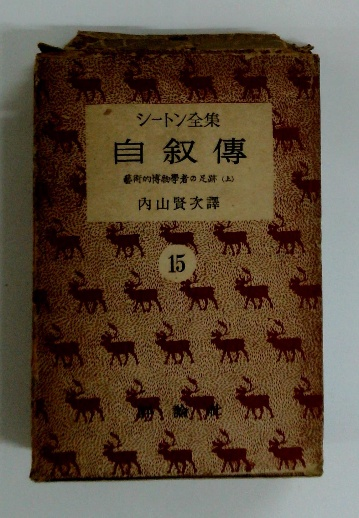 シートン全集
自叙傳
藝術的博物學者の足跡（上）
内山賢次譯
15